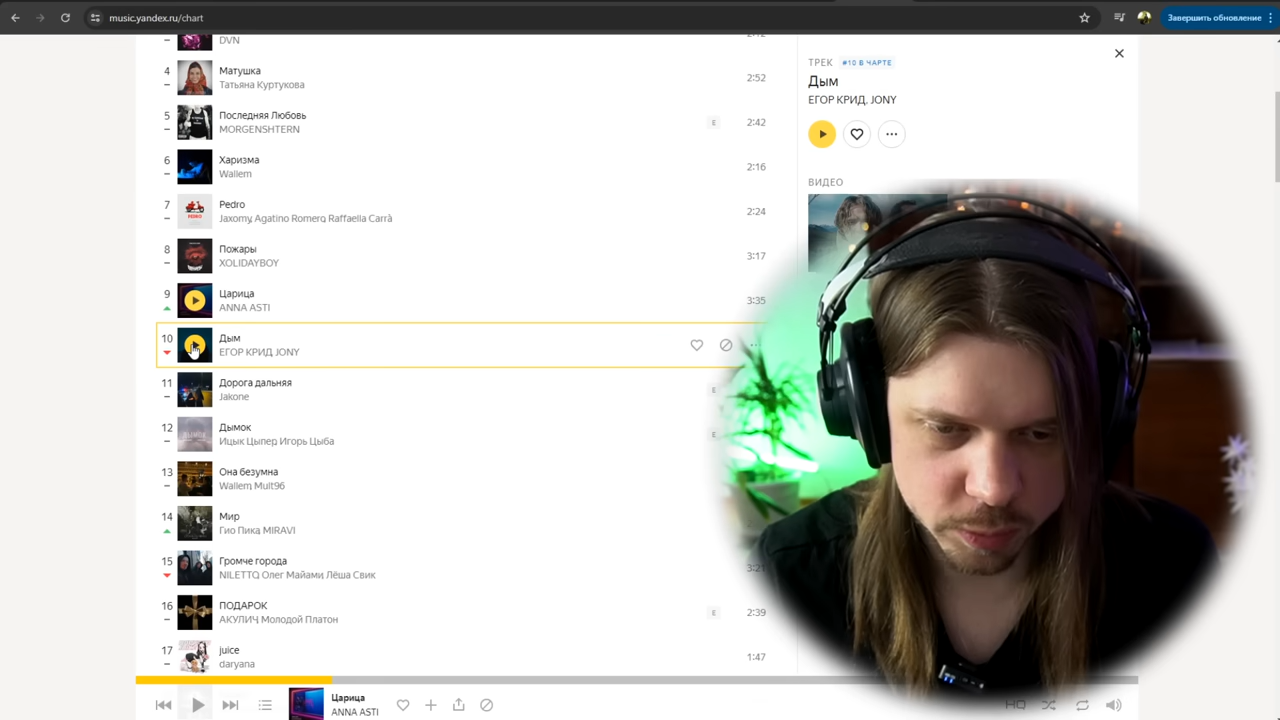 music.yandex.ru/chart
Завершить обновление
DVN
4
Матушка
Татьяна Куртукова
2:52
5
Последняя Любовь
MORGENSHTERN
E
2:42
6
Харизма
Wallem
2:16
7
Pedro
Jaxomy, Agatino Romero, Raffaella Carrà
2:24
8
Пожары
XOLIDAYBOY
3:17
9
Царица
ANNA ASTI
3:35
10
Дым
ЕГОР КРИД, JONY
11
Дорога дальняя
Jakone
E
12
Дымок
Ицык Цыпер, Игорь Цыба
E
13
Она безумна
Wallem, Mult96
14
Мир
Гио Пика, MIRAVI
15
Громче города
NILETTO, Олег Майами, Лёша Свик
3:21
16
ПОДАРОК
АКУЛИЧ, Молодой Платон
E
2:39
17
juice
daryana
1:47
ТРЕК #10 В ЧАРТЕ
Дым
ЕГОР КРИД, JONY
ВИДЕО
Царица
ANNA ASTI
HQ